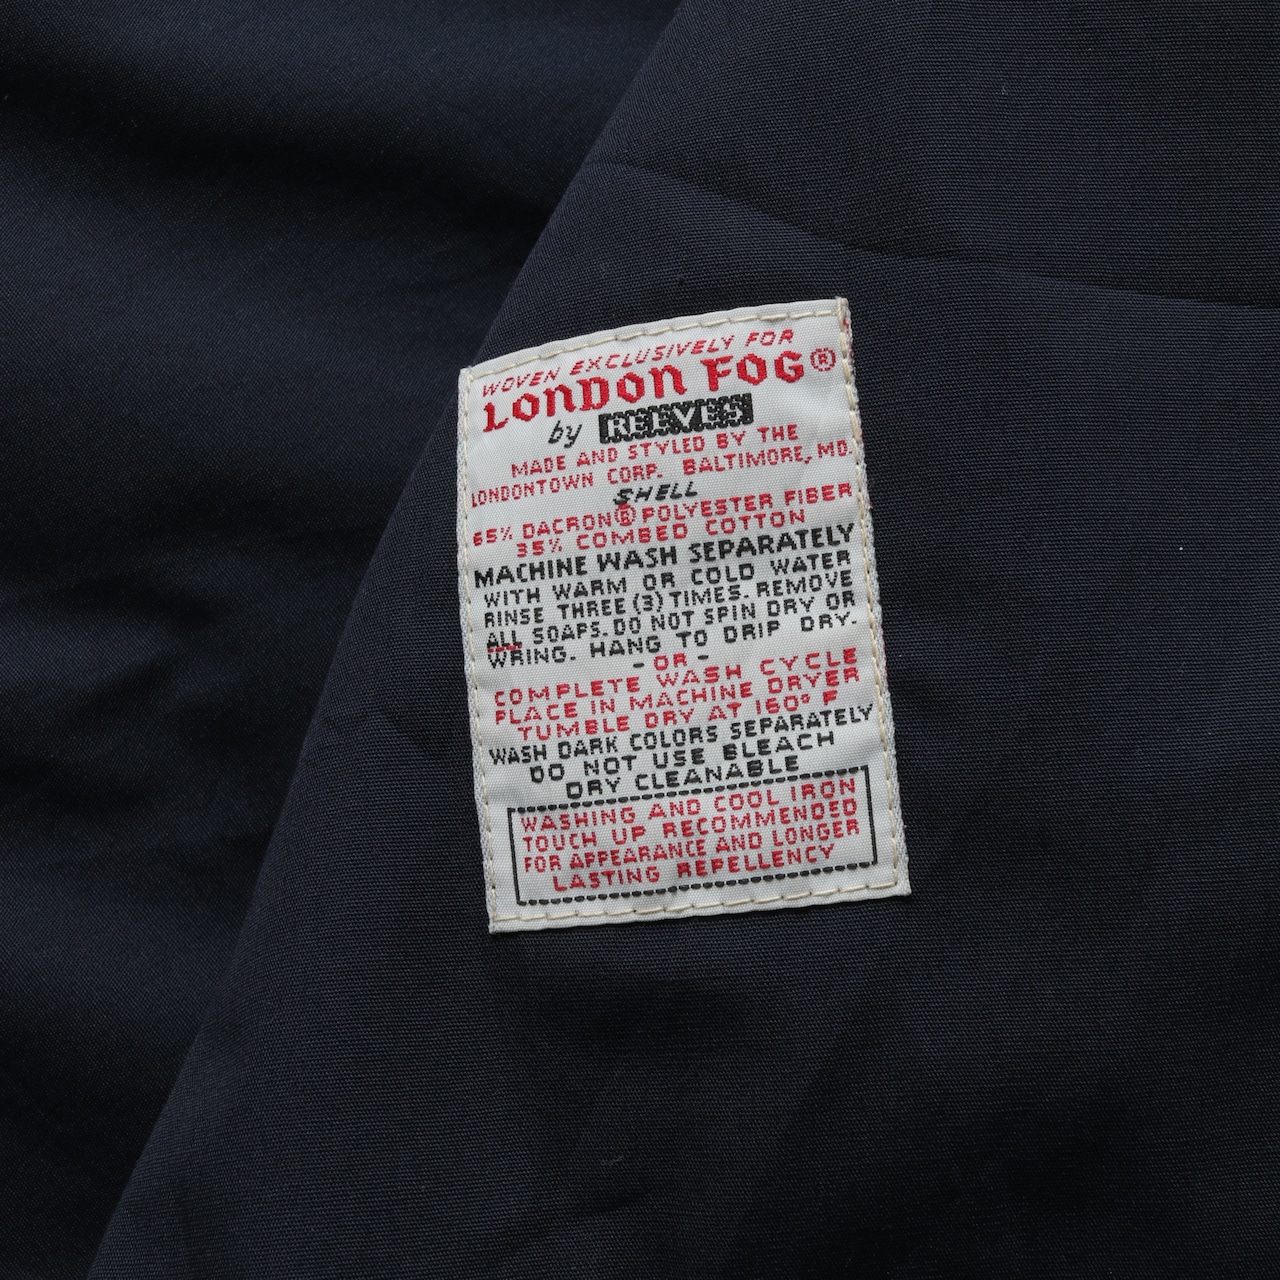 WOVEN EXCLUSIVELY FOR
LONDON FOG®
by REEVES
MADE AND STYLED BY THE
LONDONTOWN CORP. BALTIMORE, MD.
SHELL
65% DACRON® POLYESTER FIBER
35% COMBED COTTON
MACHINE WASH SEPARATELY
WITH WARM OR COLD WATER
RINSE THREE (3) TIMES. REMOVE
ALL SOAPS. DO NOT SPIN DRY OR
WRING. HANG TO DRIP DRY.
- OR -
COMPLETE WASH CYCLE
PLACE IN MACHINE DRYER
TUMBLE DRY AT 160° F
WASH DARK COLORS SEPARATELY
DO NOT USE BLEACH
DRY CLEANABLE
WASHING AND COOL IRON
TOUCH UP RECOMMENDED
FOR APPEARANCE AND LONGER
LASTING REPELLENCY